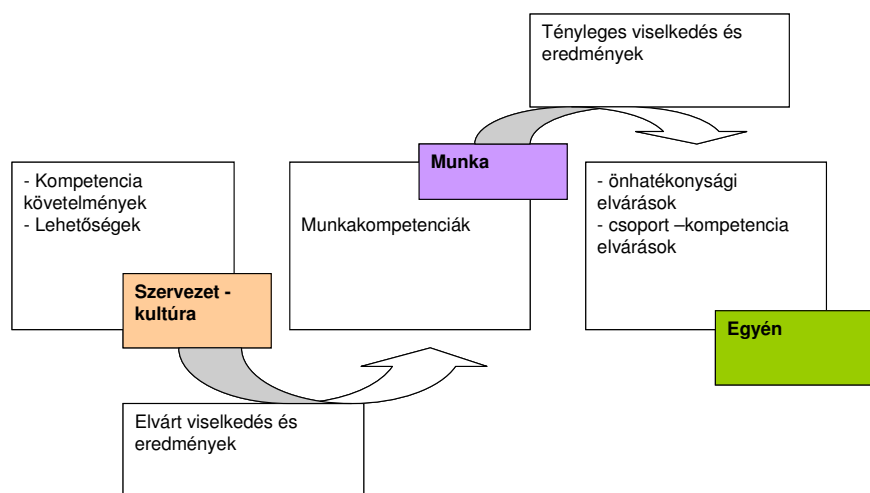 Tényleges viselkedés és
eredmények
- Kompetencia
követelmények
- Lehetőségek
Szervezet -
kultúra
Munka
Munkakompetenciák
- önhatékonysági
elvárások
- csoport –kompetencia
elvárások
Egyén
Elvárt viselkedés és
eredmények